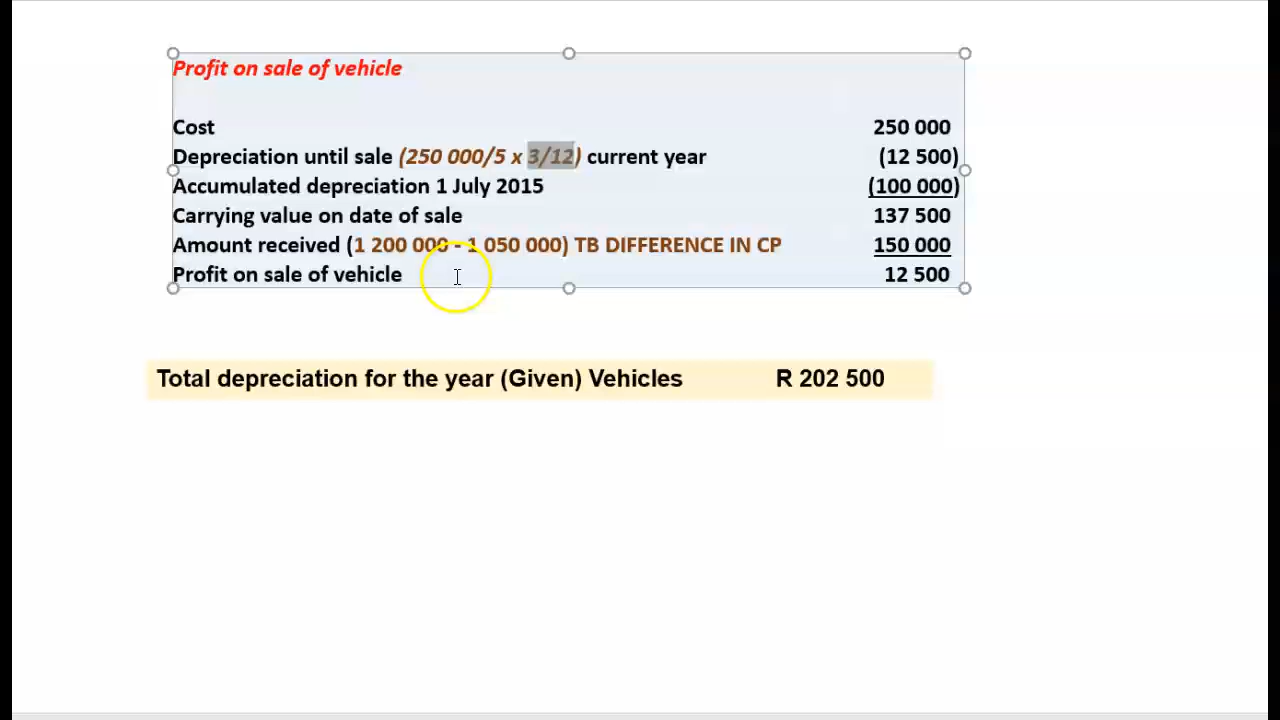 Profit on sale of vehicle
Cost 250 000
Depreciation until sale (250 000/5 x 3/12) current year (12 500)
Accumulated depreciation 1 July 2015 (100 000)
Carrying value on date of sale 137 500
Amount received (1 200 000 - 1 050 000) TB DIFFERENCE IN CP 150 000
Profit on sale of vehicle 12 500
Total depreciation for the year (Given) Vehicles R 202 500